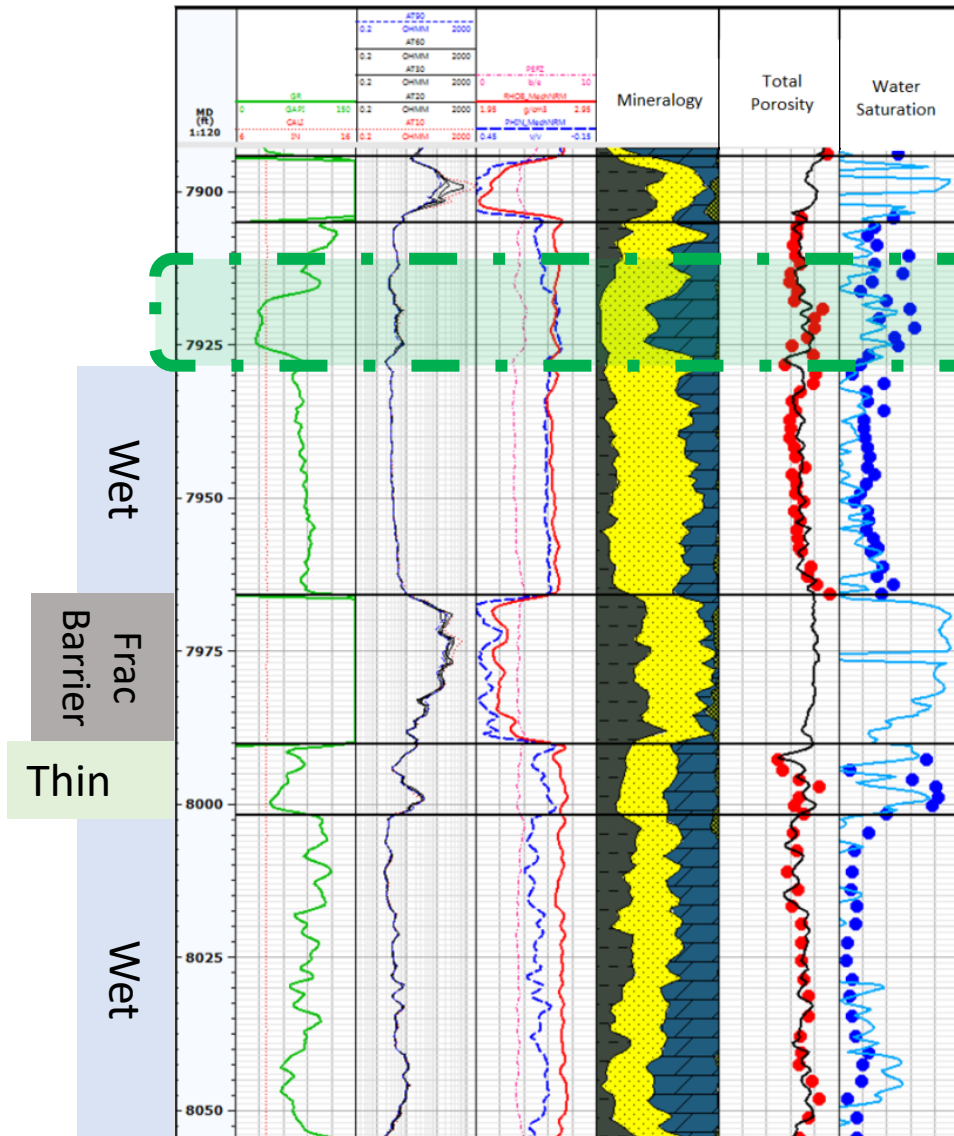 MD
(ft)
1:120
GR
0 GAPI 150
CALI
6 IN 16
AT90
0.2 OHMM 2000
AT60
0.2 OHMM 2000
AT30
0.2 OHMM 2000
AT20
0.2 OHMM 2000
AT10
0.2 OHMM 2000
PEFZ
0 b/e 10
RHOB_MechNRM
1.95 g/cm3 2.95
PHIN_MechNRM
0.45 V/V -0.15
Mineralogy
Total
Porosity
Water
Saturation
7900
7925
7950
7975
8000
8025
8050
Wet
Frac
Barrier
Thin
Wet